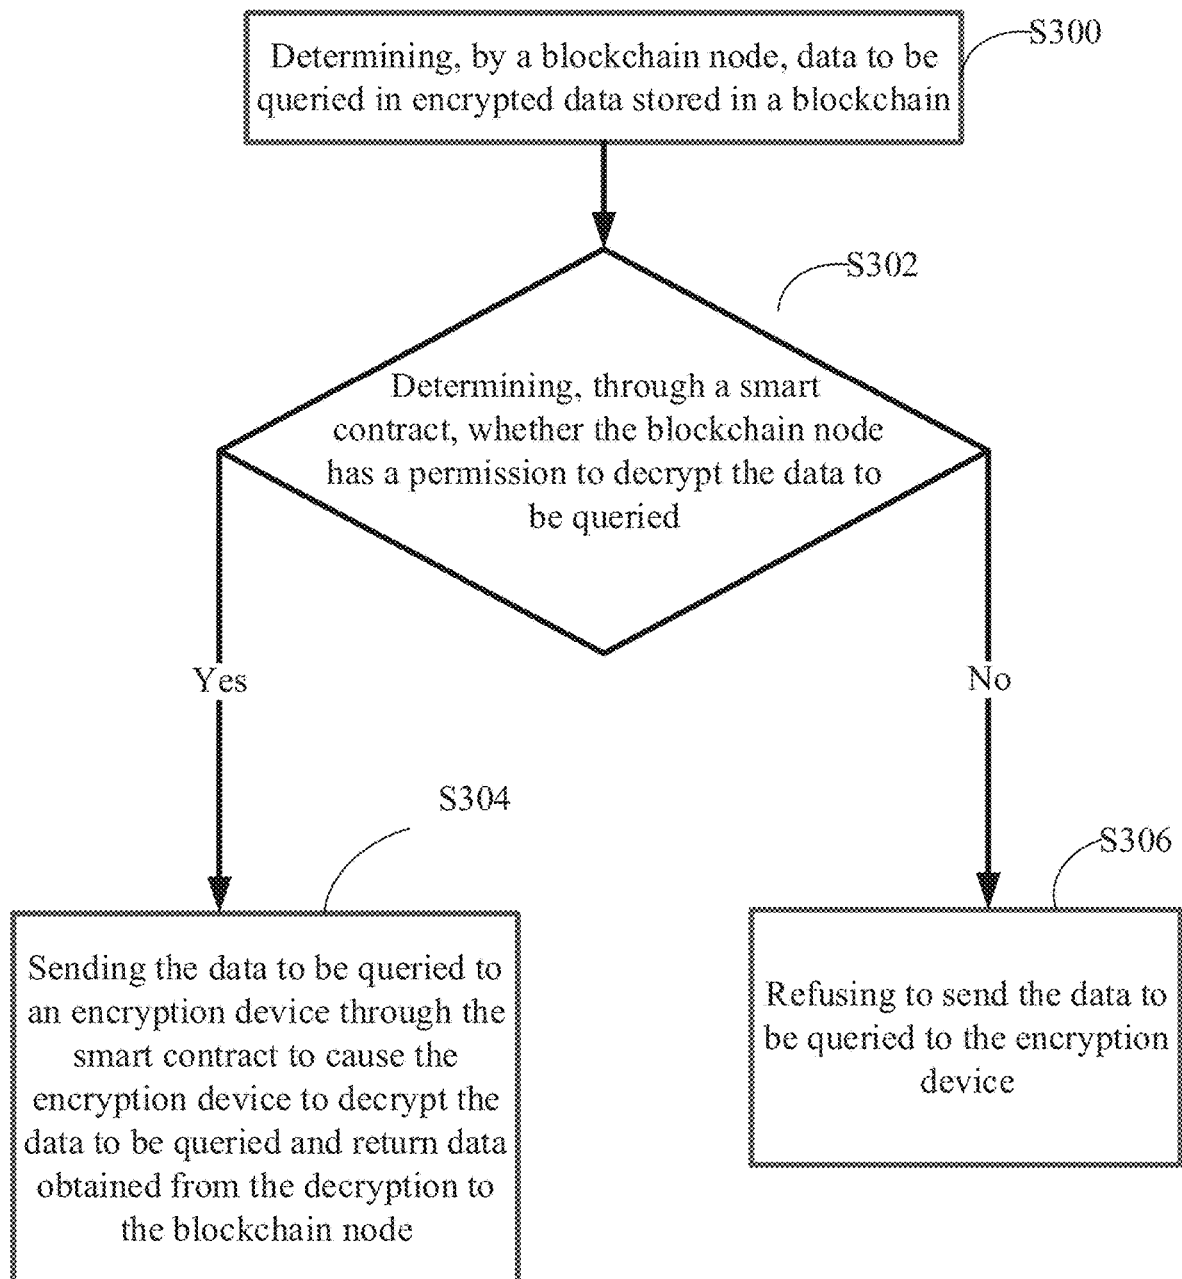 S300
Determining, by a blockchain node, data to be
queried in encrypted data stored in a blockchain
S302
Determining, through a smart
contract, whether the blockchain node
has a permission to decrypt the data to
be queried
Yes
No
S304
S306
Sending the data to be queried to
an encryption device through the
smart contract to cause the
encryption device to decrypt the
data to be queried and return data
obtained from the decryption to
the blockchain node
Refusing to send the data to
be queried to the encryption
device